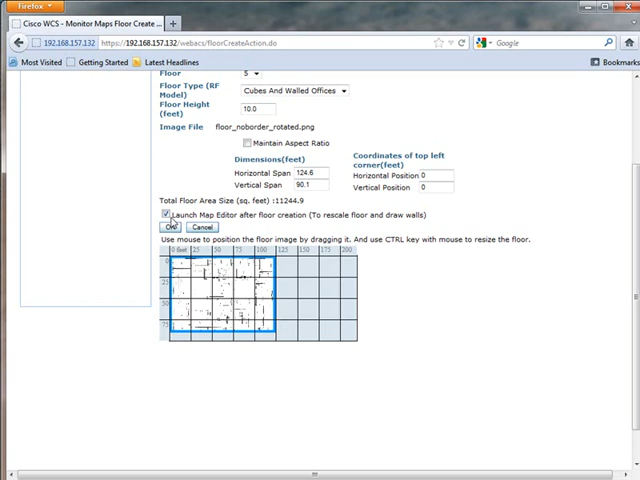 Firefox
Cisco WCS - Monitor Maps Floor Create ...
192.168.157.132
https://192.168.157.132/webacs/floorCreateAction.do
Google
Most Visited
Getting Started
Latest Headlines
Bookmarks
Floor
5
Floor Type (RF Model)
Cubes And Walled Offices
Floor Height (feet)
10.0
Image File
floor_noborder_rotated.png
Maintain Aspect Ratio
Dimensions(feet)
Coordinates of top left corner(feet)
Horizontal Span
124.6
Horizontal Position
0
Vertical Span
90.1
Vertical Position
0
Total Floor Area Size (sq. feet) :11244.9
Launch Map Editor after floor creation (To rescale floor and draw walls)
OK
Cancel
Use mouse to position the floor image by dragging it. And use CTRL key with mouse to resize the floor.
0 feet 25 50 75 100 125 150 175 200
0
25
50
75